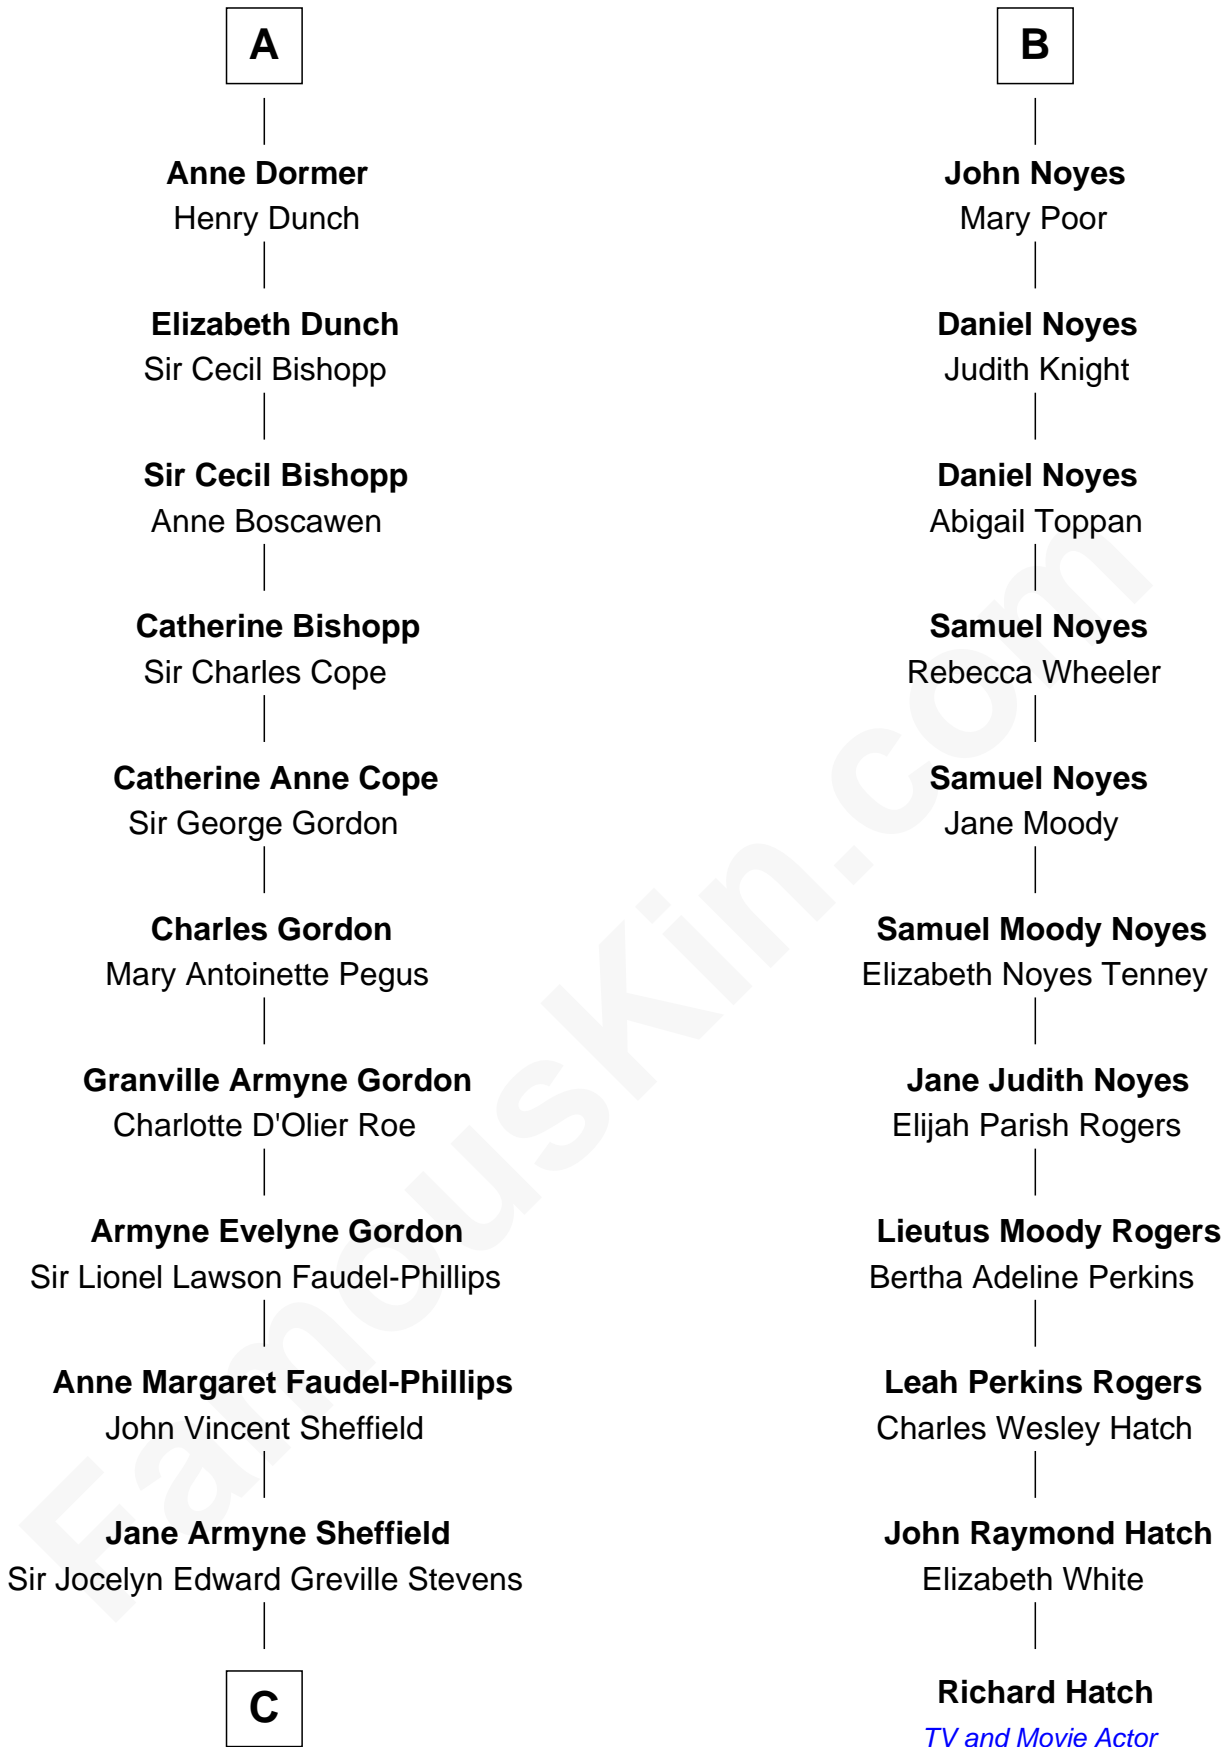 A
Anne Dormer
Henry Dunch
Elizabeth Dunch
Sir Cecil Bishopp
Sir Cecil Bishopp
Anne Boscawen
Catherine Bishopp
Sir Charles Cope
Catherine Anne Cope
Sir George Gordon
Charles Gordon
Mary Antoinette Pegus
Granville Armyne Gordon
Charlotte D'Olier Roe
Armyne Evelyne Gordon
Sir Lionel Lawson Faudel-Phillips
Anne Margaret Faudel-Phillips
John Vincent Sheffield
Jane Armyne Sheffield
Sir Jocelyn Edward Greville Stevens
C
B
John Noyes
Mary Poor
Daniel Noyes
Judith Knight
Daniel Noyes
Abigail Toppan
Samuel Noyes
Rebecca Wheeler
Samuel Noyes
Jane Moody
Samuel Moody Noyes
Elizabeth Noyes Tenney
Jane Judith Noyes
Elijah Parish Rogers
Lieutus Moody Rogers
Bertha Adeline Perkins
Leah Perkins Rogers
Charles Wesley Hatch
John Raymond Hatch
Elizabeth White
Richard Hatch
TV and Movie Actor
FamousKin.com